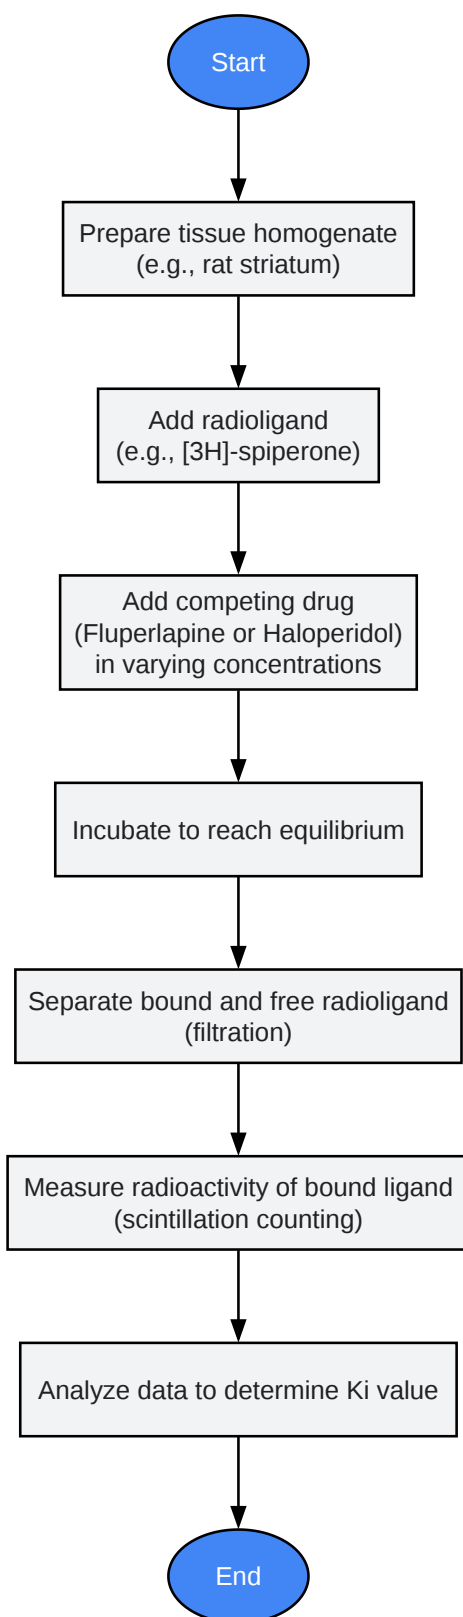 Start
Prepare tissue homogenate
(e.g., rat striatum)
Add radioligand
(e.g., [3H]-spiperone)
Add competing drug
(Fluperlapine or Haloperidol)
in varying concentrations
Incubate to reach equilibrium
Separate bound and free radioligand
(filtration)
Measure radioactivity of bound ligand
(scintillation counting)
Analyze data to determine Ki value
End